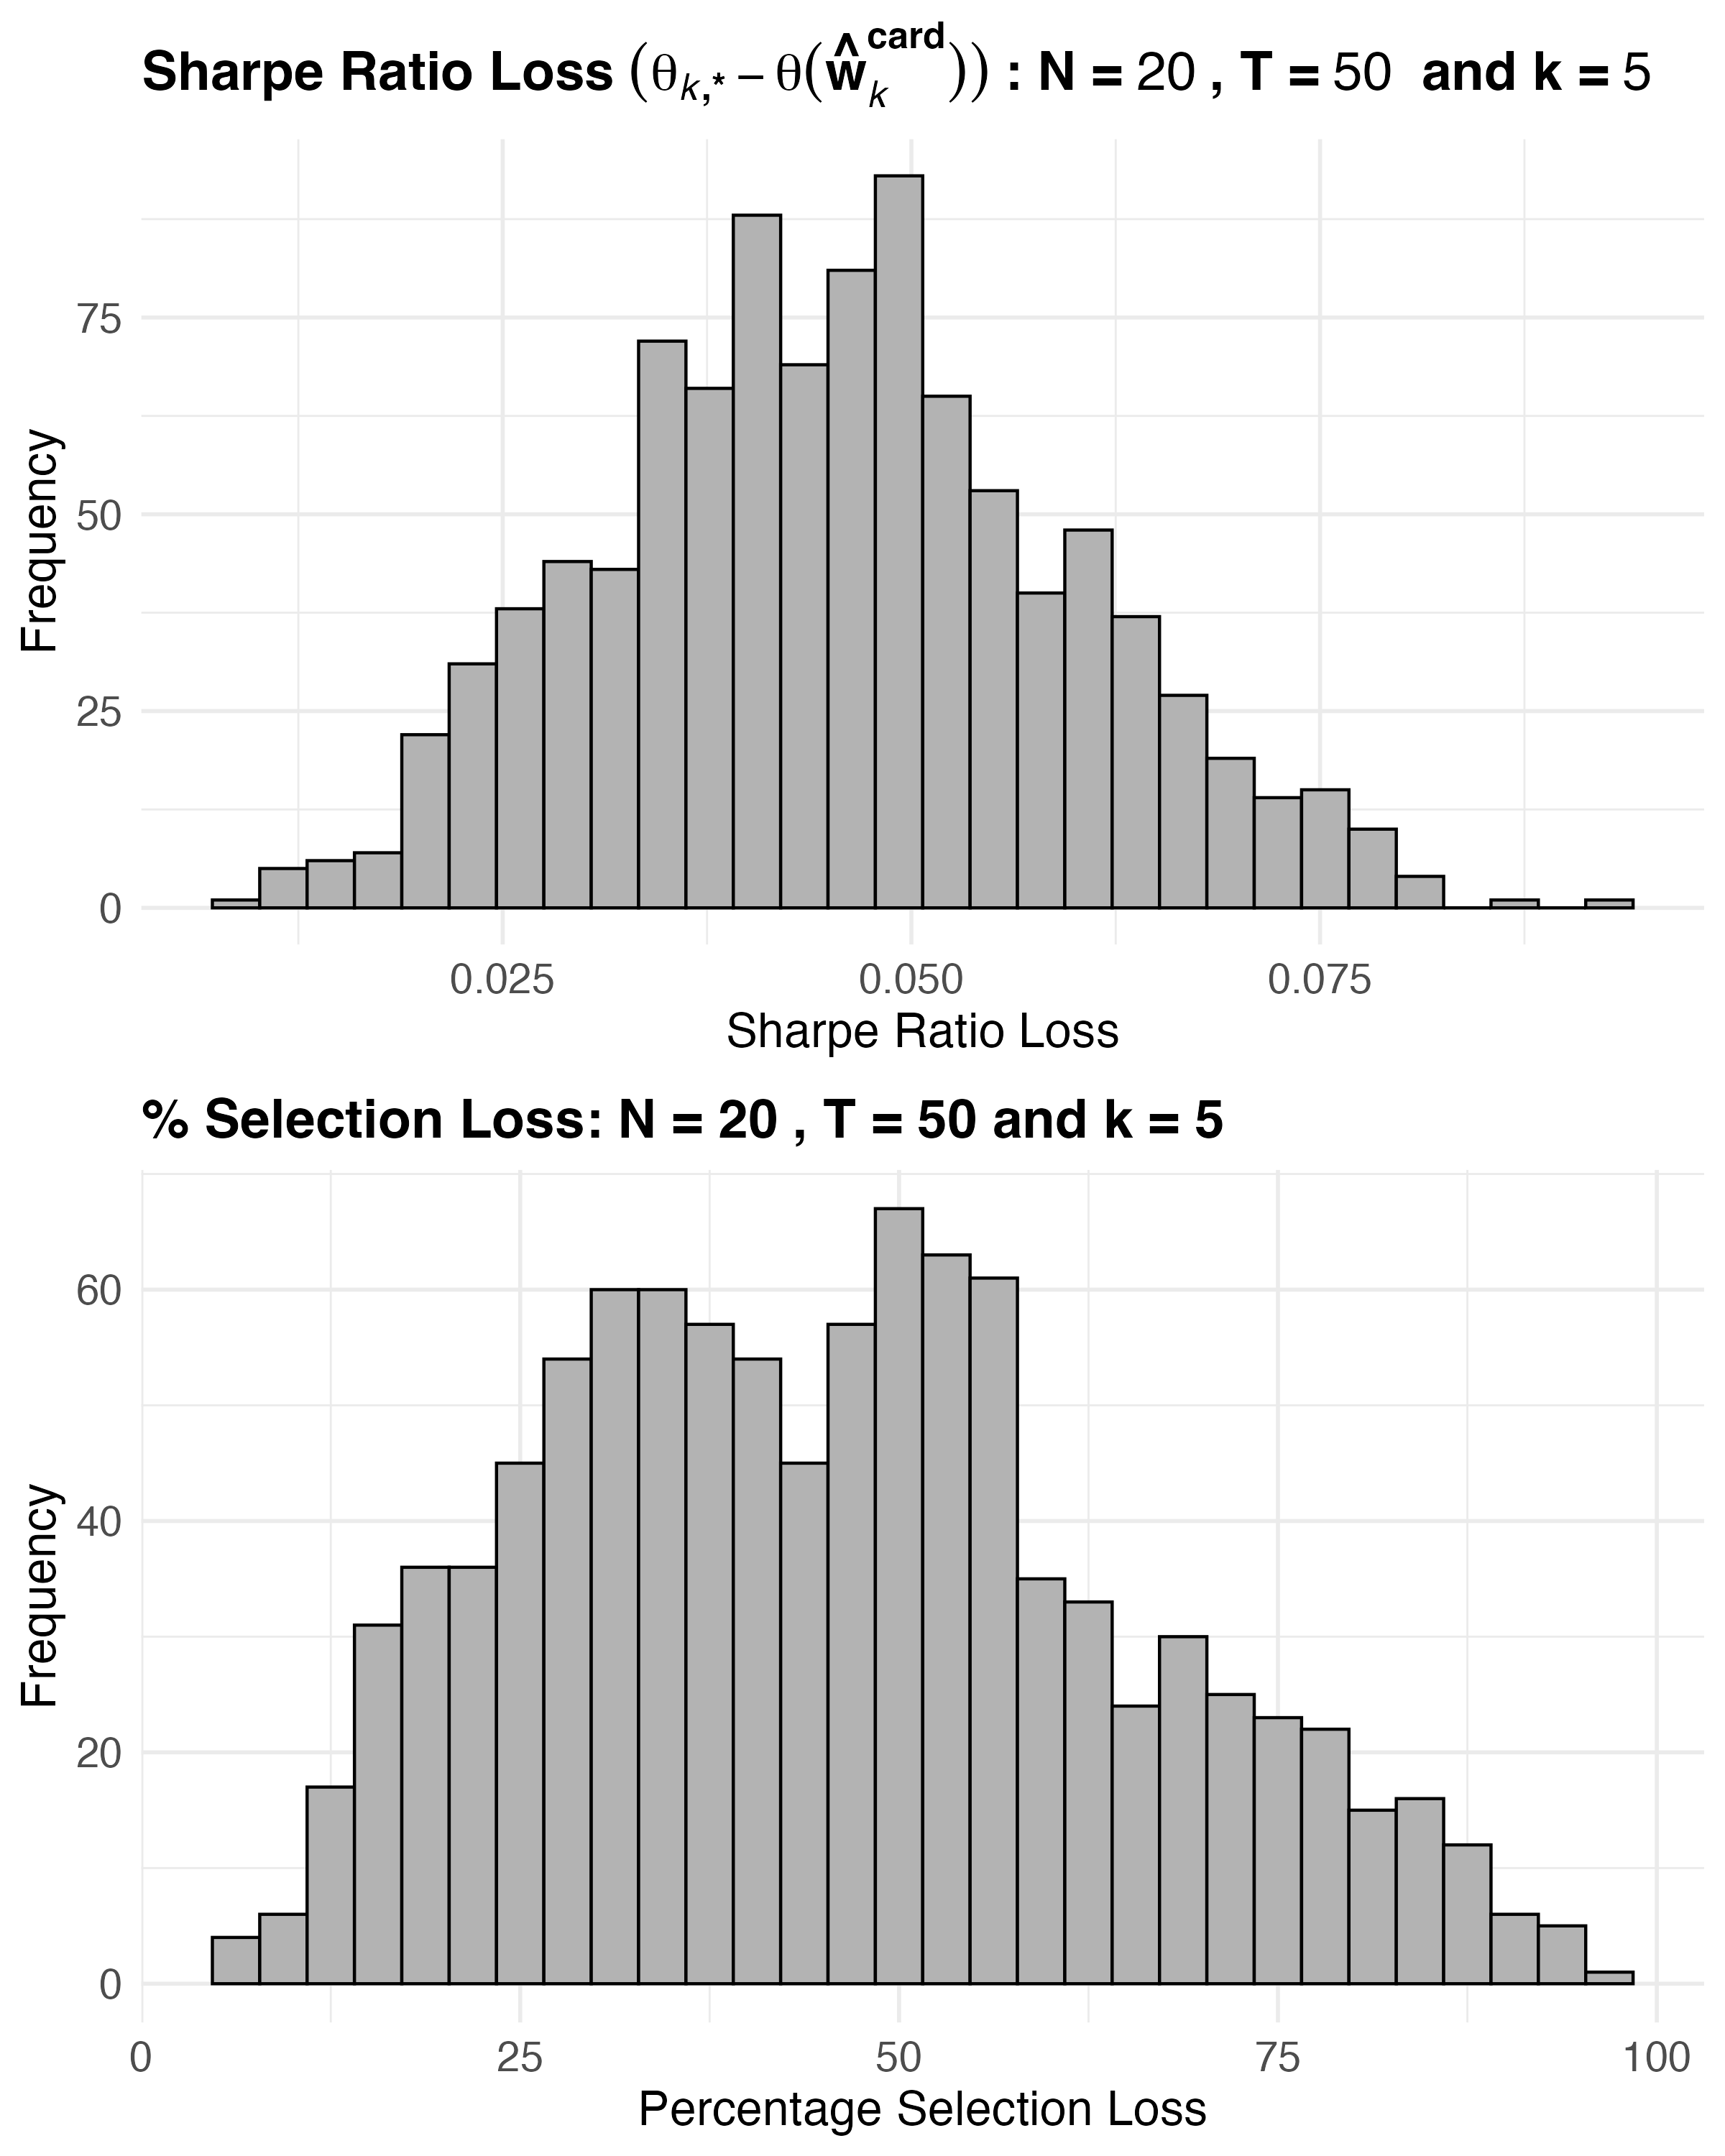 Sharpe Ratio Loss (θk,* − θ(ŵk^card)) : N = 20 , T = 50 and k = 5
75
50
25
0
Frequency
0.025 0.050 0.075
Sharpe Ratio Loss
% Selection Loss: N = 20 , T = 50 and k = 5
60
40
20
0
Frequency
0 25 50 75 100
Percentage Selection Loss